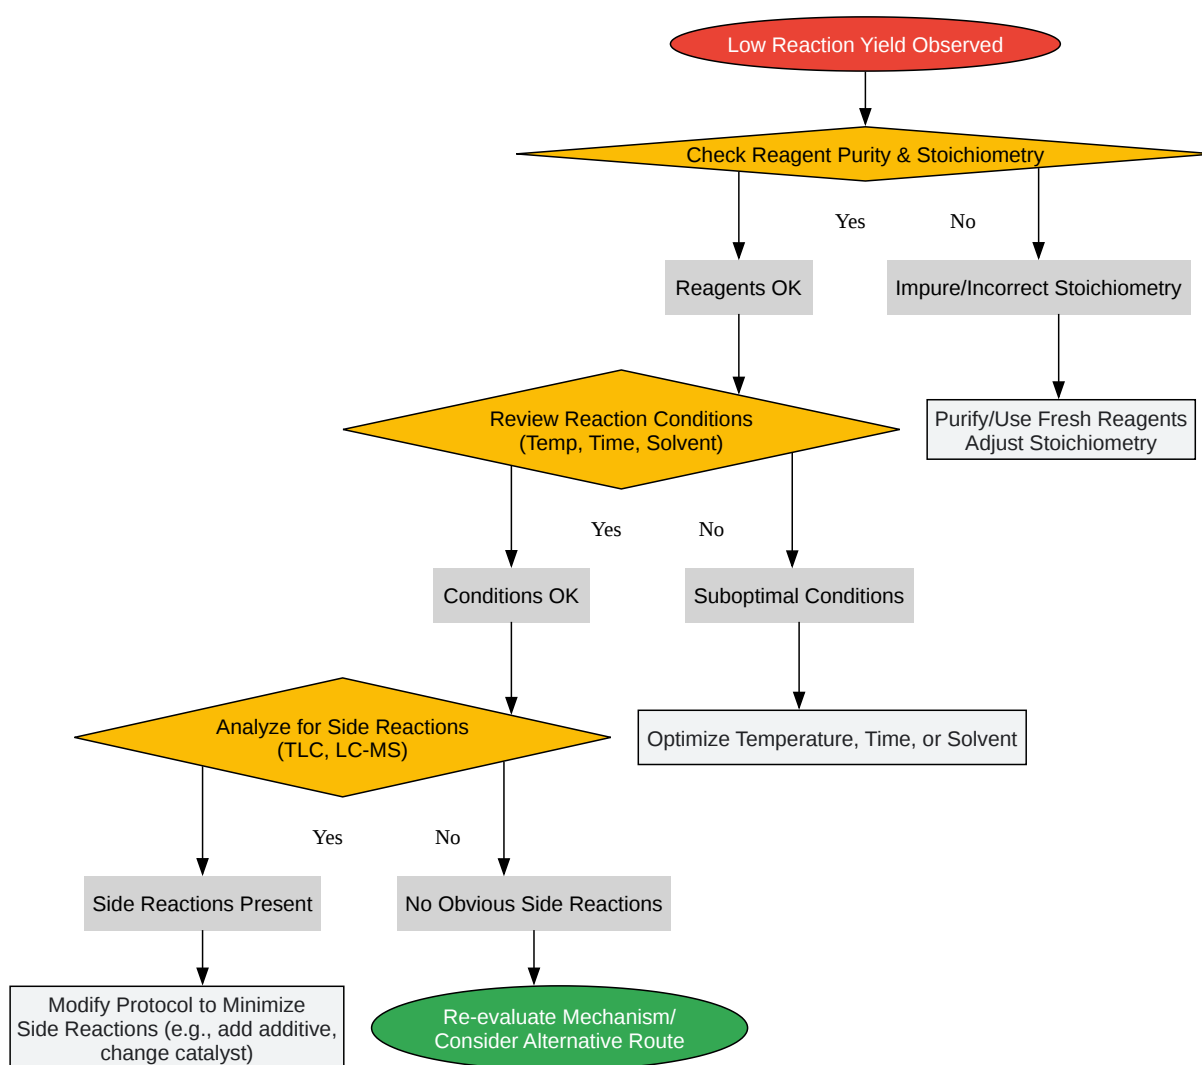 Low Reaction Yield Observed
Check Reagent Purity & Stoichiometry
Yes
No
Reagents OK
Impure/Incorrect Stoichiometry
Review Reaction Conditions
(Temp, Time, Solvent)
Purify/Use Fresh Reagents
Adjust Stoichiometry
Yes
No
Conditions OK
Suboptimal Conditions
Analyze for Side Reactions
(TLC, LC-MS)
Optimize Temperature, Time, or Solvent
Yes
No
Side Reactions Present
No Obvious Side Reactions
Modify Protocol to Minimize
Side Reactions (e.g., add additive,
change catalyst)
Re-evaluate Mechanism/
Consider Alternative Route